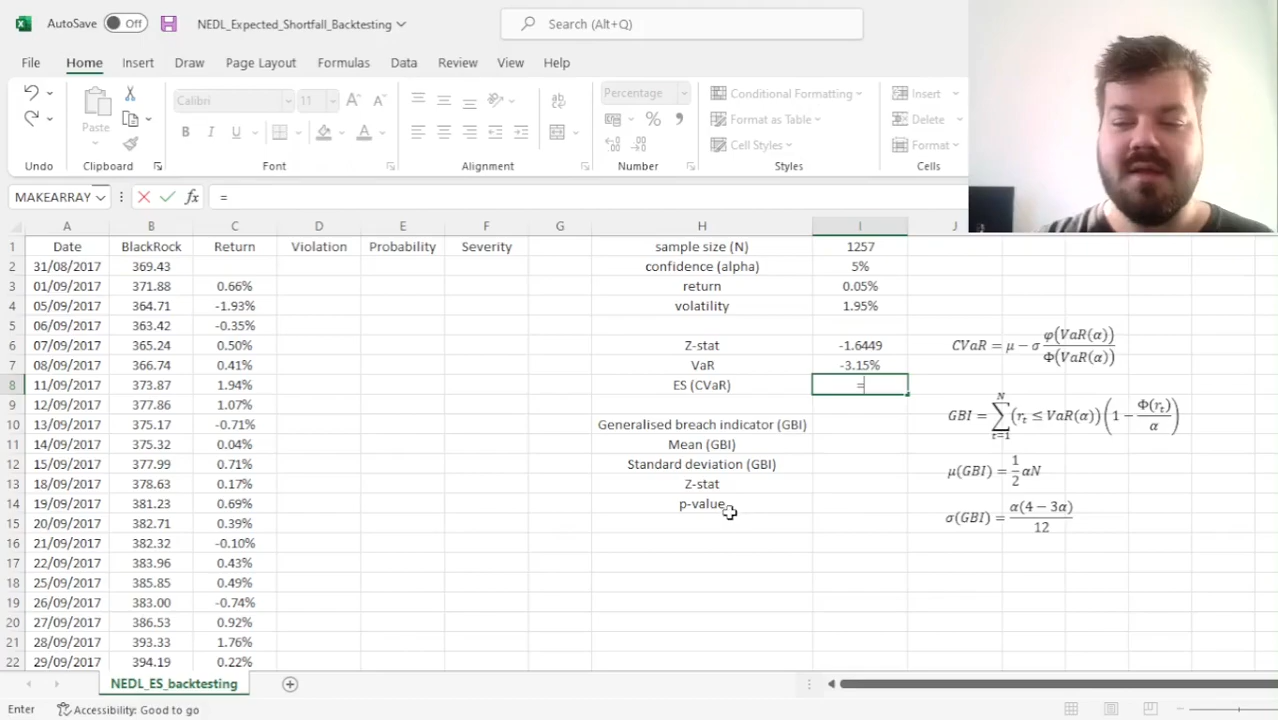 AutoSave Off NEDL_Expected_Shortfall_Backtesting Search (Alt+Q)
File Home Insert Draw Page Layout Formulas Data Review View Help
Calibri 11 Percentage Conditional Formatting Insert
Paste B I U Format as Table Delete
Cell Styles Format
Undo Clipboard Font Alignment Number Styles Cells
MAKEARRAY fx =
A B C D E F G H I J
1 Date BlackRock Return Violation Probability Severity sample size (N) 1257
2 31/08/2017 369.43 confidence (alpha) 5%
3 01/09/2017 371.88 0.66% return 0.05%
4 05/09/2017 364.71 -1.93% volatility 1.95%
5 06/09/2017 363.42 -0.35%
6 07/09/2017 365.24 0.50% Z-stat -1.6449
7 08/09/2017 366.74 0.41% VaR -3.15%
8 11/09/2017 373.87 1.94% ES (CVaR) =
9 12/09/2017 377.86 1.07%
10 13/09/2017 375.17 -0.71% Generalised breach indicator (GBI)
11 14/09/2017 375.32 0.04% Mean (GBI)
12 15/09/2017 377.99 0.71% Standard deviation (GBI)
13 18/09/2017 378.63 0.17% Z-stat
14 19/09/2017 381.23 0.69% p-value
15 20/09/2017 382.71 0.39%
16 21/09/2017 382.32 -0.10%
17 22/09/2017 383.96 0.43%
18 25/09/2017 385.85 0.49%
19 26/09/2017 383.00 -0.74%
20 27/09/2017 386.53 0.92%
21 28/09/2017 393.33 1.76%
22 29/09/2017 394.19 0.22%
CVaR = μ − σ φ(VaR(α)) / Φ(VaR(α))
GBI = ∑ t=1 N (rt ≤ VaR(α)) (1 − Φ(rt) / α)
μ(GBI) = 1/2 αN
σ(GBI) = α(4 − 3α) / 12
NEDL_ES_backtesting
Enter Accessibility: Good to go